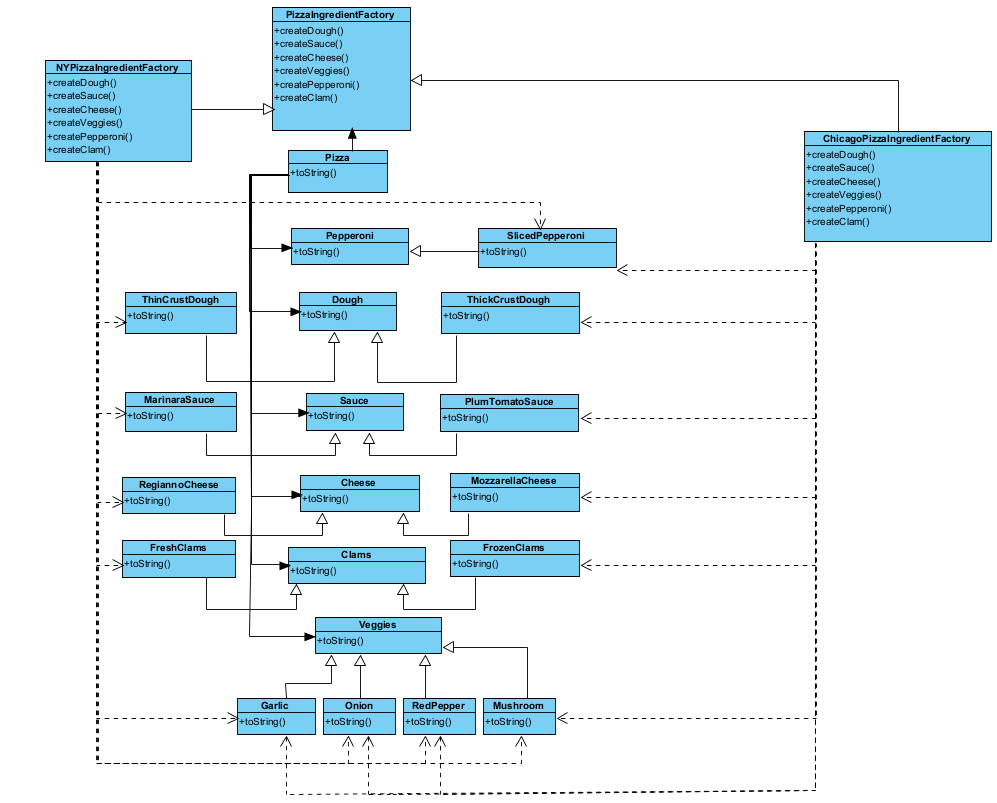 PizzaIngredientFactory
+createDough()
+createSauce()
+createCheese()
+createVeggies()
+createPepperoni()
+createClam()
NYPizzaIngredientFactory
+createDough()
+createSauce()
+createCheese()
+createVeggies()
+createPepperoni()
+createClam()
ChicagoPizzaIngredientFactory
+createDough()
+createSauce()
+createCheese()
+createVeggies()
+createPepperoni()
+createClam()
Pizza
+toString()
Pepperoni
+toString()
SlicedPepperoni
+toString()
ThinCrustDough
+toString()
Dough
+toString()
ThickCrustDough
+toString()
MarinaraSauce
+toString()
Sauce
+toString()
PlumTomatoSauce
+toString()
RegiannoCheese
+toString()
Cheese
+toString()
MozzarellaCheese
+toString()
FreshClams
+toString()
Clams
+toString()
FrozenClams
+toString()
Veggies
+toString()
Garlic
+toString()
Onion
+toString()
RedPepper
+toString()
Mushroom
+toString()